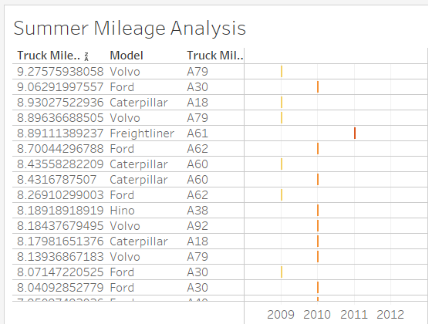 Summer Mileage Analysis
Truck Mile.. Model Truck Mil..
9.27575938058 Volvo A79
9.06291997557 Ford A30
8.93027522936 Caterpillar A18
8.89636688505 Volvo A79
8.89111389237 Freightliner A61
8.70044296788 Ford A62
8.43558282209 Caterpillar A60
8.4316787507 Caterpillar A60
8.26910299003 Ford A62
8.18918918919 Hino A38
8.18437679495 Volvo A92
8.17981651376 Caterpillar A18
8.13936867183 Volvo A79
8.07147220525 Ford A30
8.04092852779 Ford A30
2009 2010 2011 2012